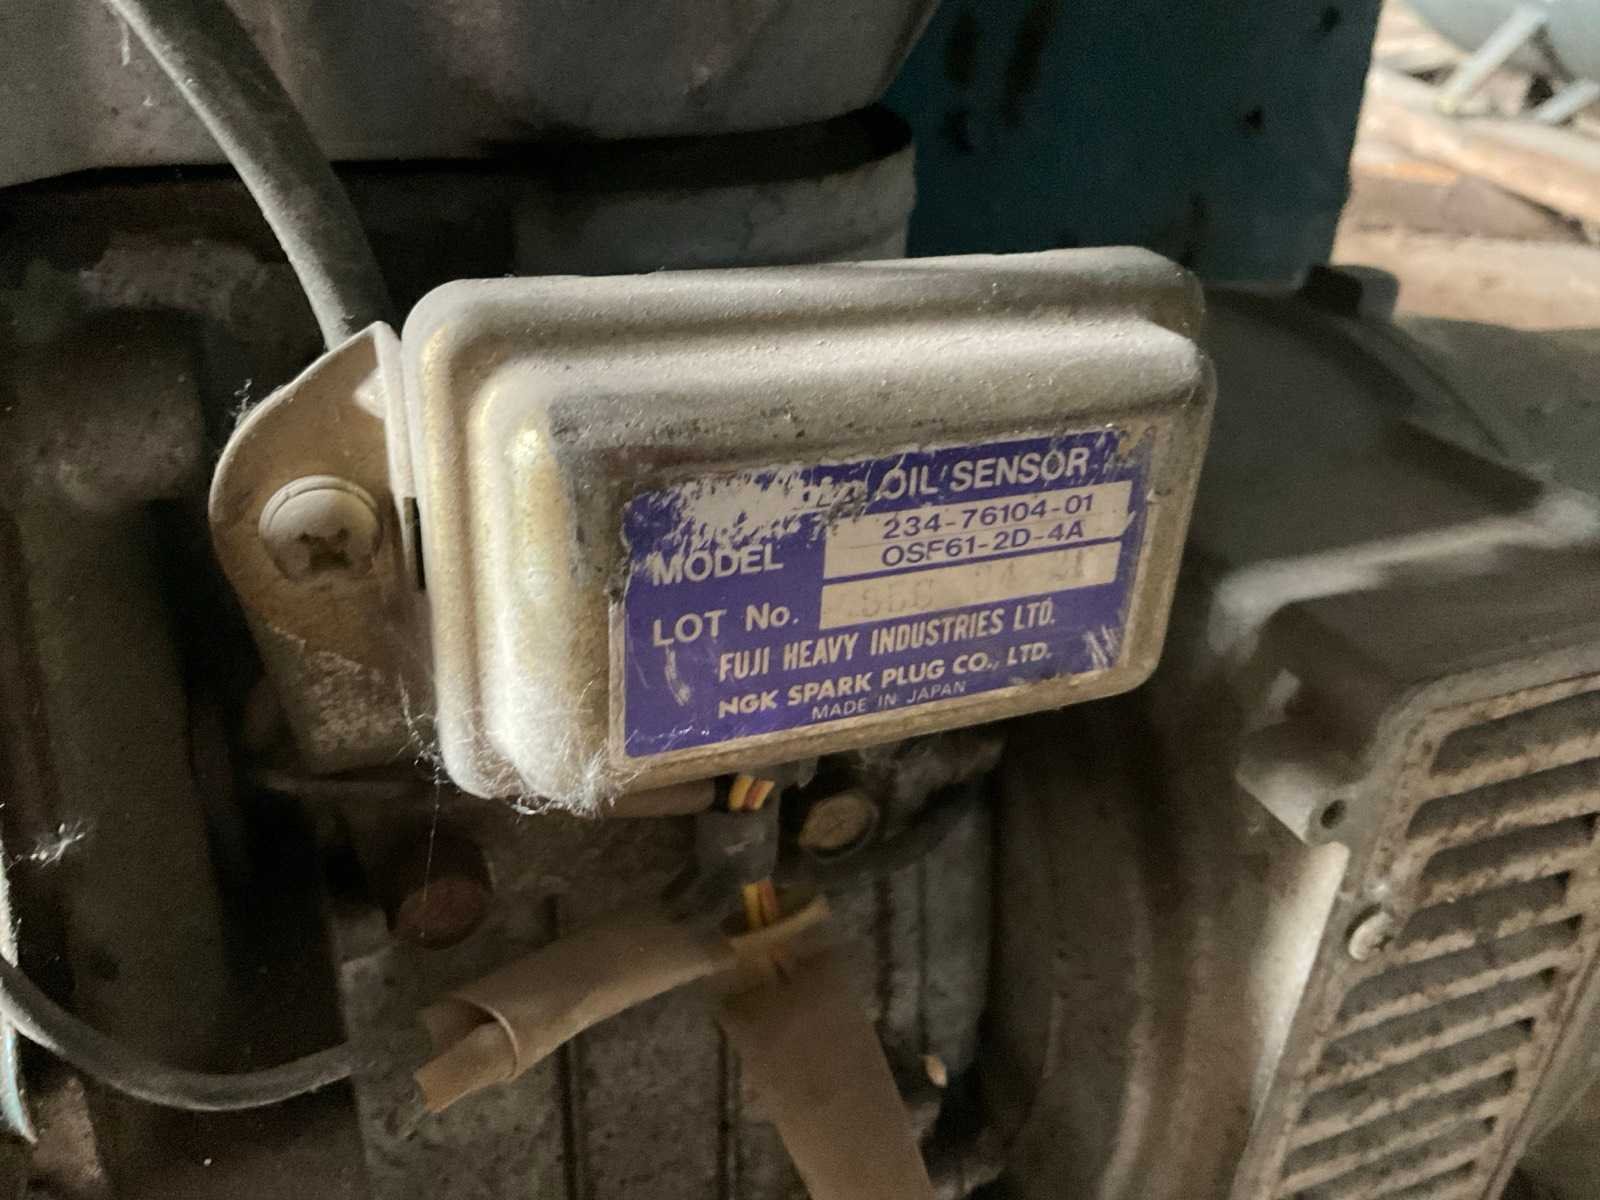 OIL SENSOR
234-76104-01
MODEL OSF61-2D-4A
LOT No.
FUJI HEAVY INDUSTRIES LTD.
NGK SPARK PLUG CO., LTD.
MADE IN JAPAN